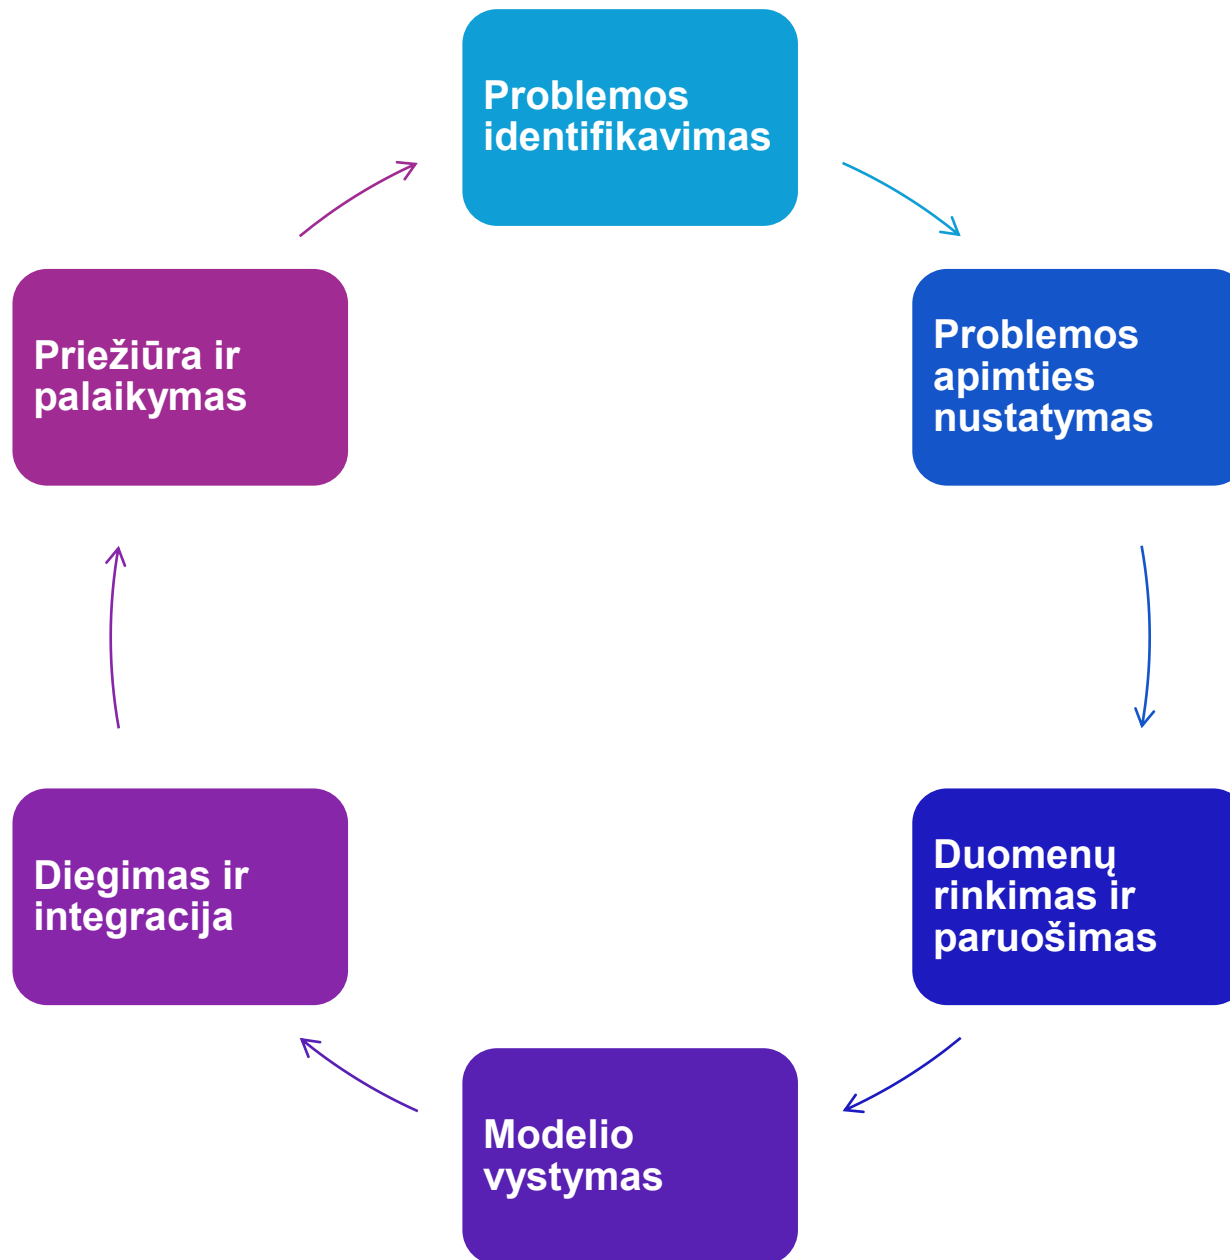 Problemos
identifikavimas
Problemos
apimties
nustatymas
Duomenų
rinkimas ir
paruošimas
Modelio
vystymas
Diegimas ir
integracija
Priežiūra ir
palaikymas